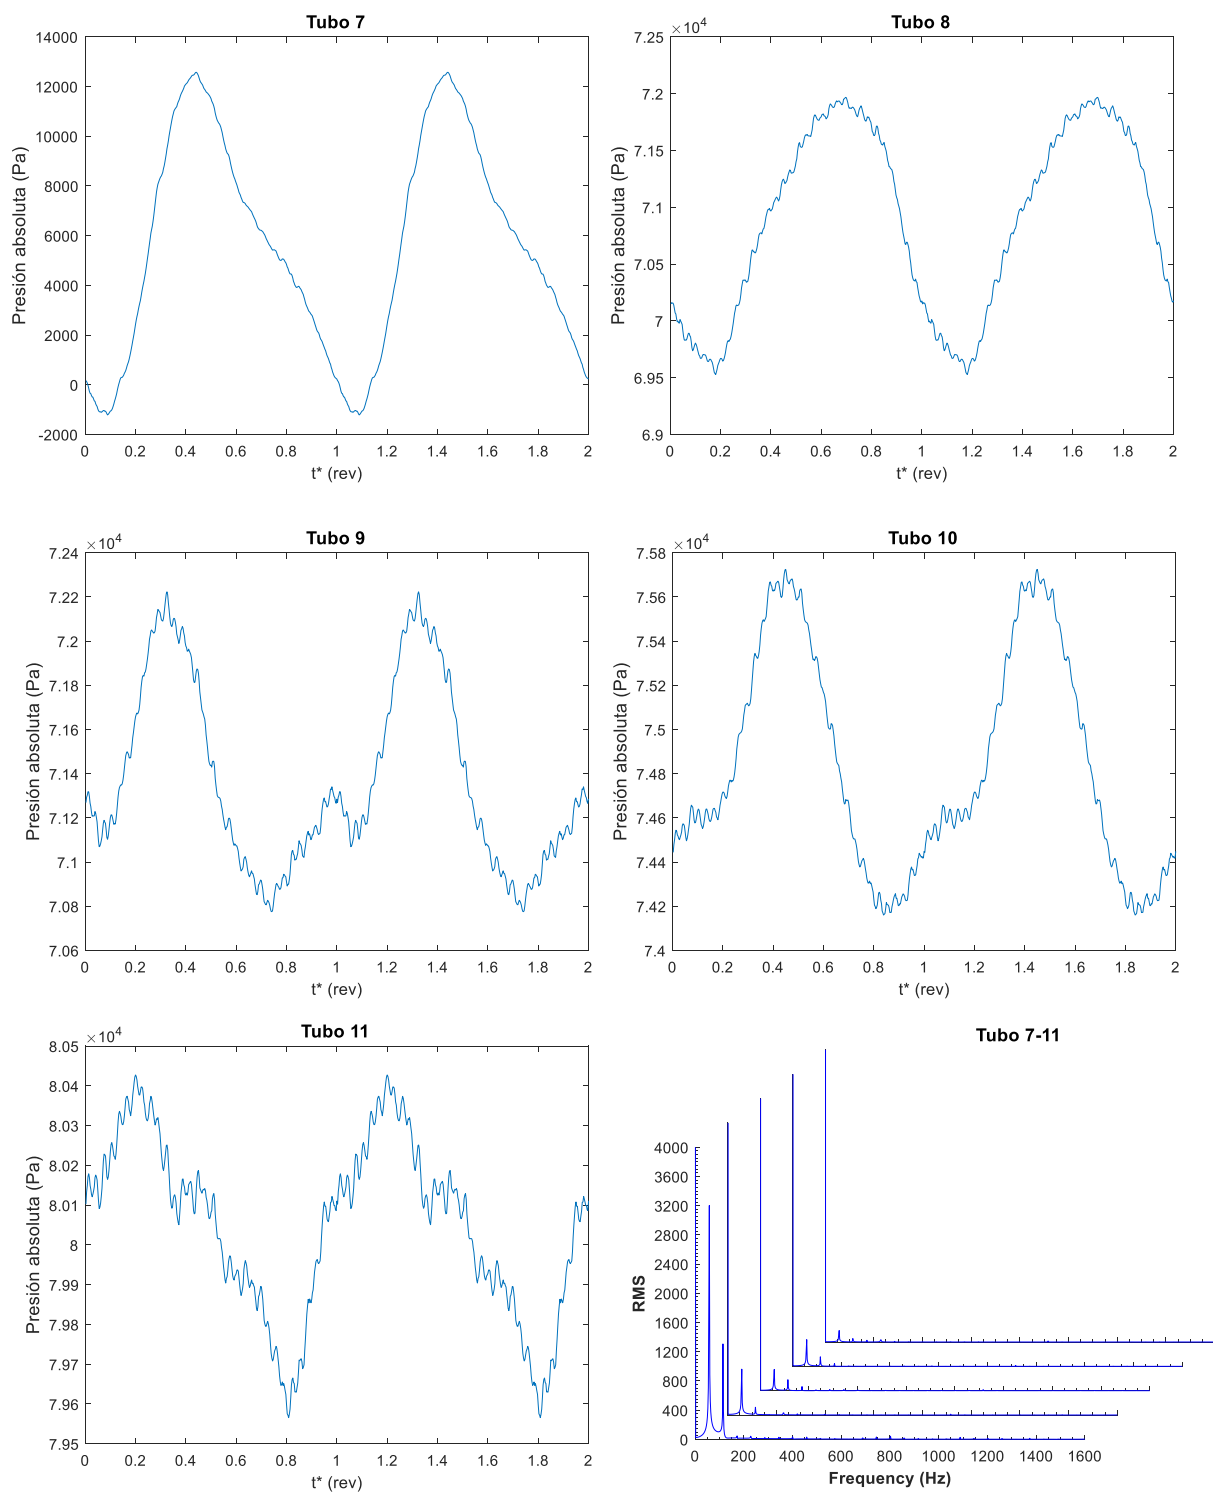 Tubo 7
14000
12000
10000
8000
6000
4000
2000
0
-2000
Presión absoluta (Pa)
0 0.2 0.4 0.6 0.8 1 1.2 1.4 1.6 1.8 2
t* (rev)
Tubo 8
×10⁴
7.25
7.2
7.15
7.1
7.05
7
6.95
6.9
Presión absoluta (Pa)
0 0.2 0.4 0.6 0.8 1 1.2 1.4 1.6 1.8 2
t* (rev)
Tubo 9
×10⁴
7.24
7.22
7.2
7.18
7.16
7.14
7.12
7.1
7.08
7.06
Presión absoluta (Pa)
0 0.2 0.4 0.6 0.8 1 1.2 1.4 1.6 1.8 2
t* (rev)
Tubo 10
×10⁴
7.58
7.56
7.54
7.52
7.5
7.48
7.46
7.44
7.42
7.4
Presión absoluta (Pa)
0 0.2 0.4 0.6 0.8 1 1.2 1.4 1.6 1.8 2
t* (rev)
Tubo 11
×10⁴
8.05
8.04
8.03
8.02
8.01
8
7.99
7.98
7.97
7.96
7.95
Presión absoluta (Pa)
0 0.2 0.4 0.6 0.8 1 1.2 1.4 1.6 1.8 2
t* (rev)
Tubo 7-11
4000
3600
3200
2800
2400
2000
1600
1200
800
400
0
RMS
0 200 400 600 800 1000 1200 1400 1600
Frequency (Hz)